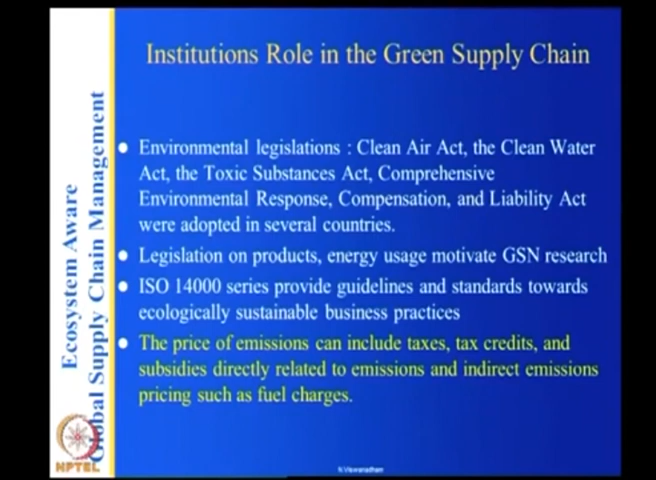 Institutions Role in the Green Supply Chain
Environmental legislations : Clean Air Act, the Clean Water
Act, the Toxic Substances Act, Comprehensive
Environmental Response, Compensation, and Liability Act
were adopted in several countries.
Legislation on products, energy usage motivate GSN research
ISO 14000 series provide guidelines and standards towards
ecologically sustainable business practices
The price of emissions can include taxes, tax credits, and
subsidies directly related to emissions and indirect emissions
pricing such as fuel charges.
Ecosystem Aware
Global Supply Chain Management
NPTEL
N.Viswanadham